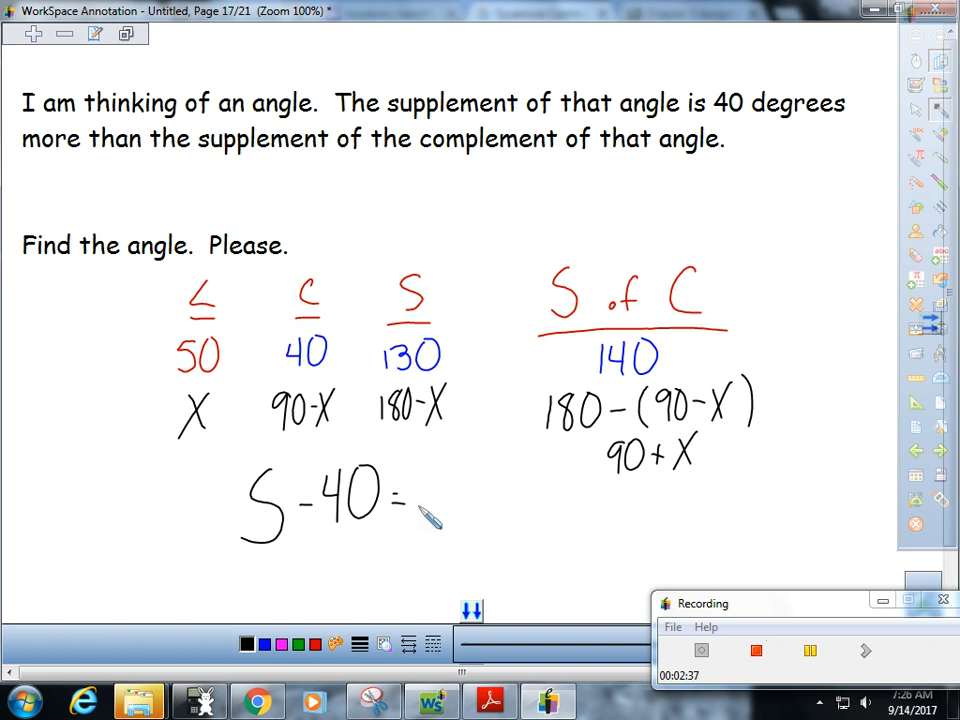 WorkSpace Annotation - Untitled, Page 17/21 (Zoom 100%) *
I am thinking of an angle. The supplement of that angle is 40 degrees
more than the supplement of the complement of that angle.
Find the angle. Please.
∠ C S S of C
50 40 130 140
X 90-X 180-X 180-(90-X)
90+X
S-40=
Recording
File Help
00:02:37
7:26 AM
9/14/2017